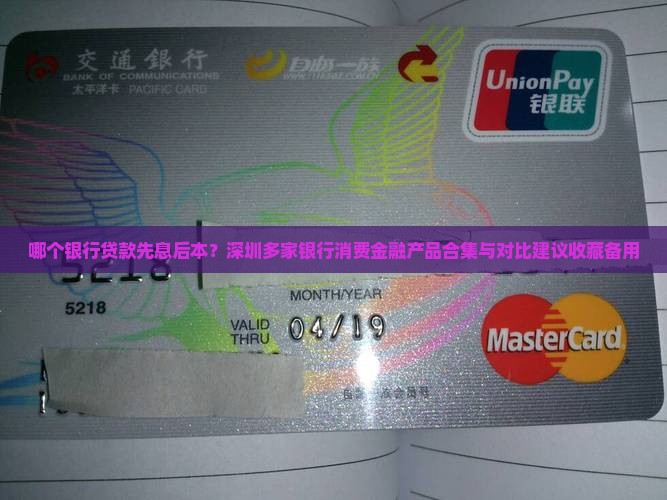 交通銀行
BANK OF COMMUNICATIONS
太平洋卡 PACIFIC CARD
自邮一族
UnionPay
银联
哪个银行贷款先息后本？深圳多家银行消费金融产品合集与对比建议收藏备用
5218
5218
MONTH/YEAR
VALID
THRU
04/19
MasterCard